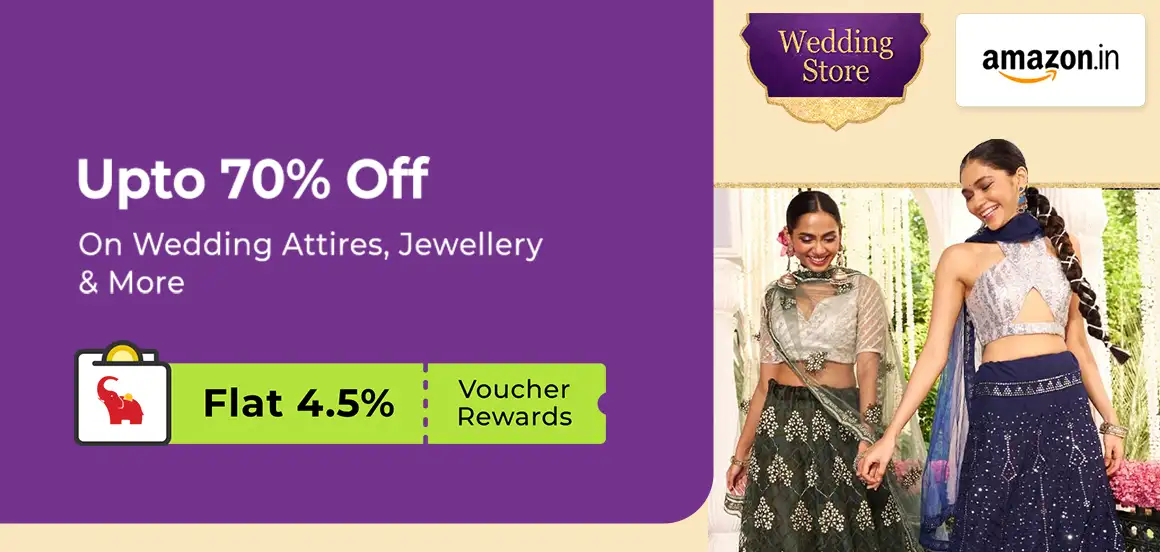 Wedding
Store
amazon.in
Upto 70% Off
On Wedding Attires, Jewellery
& More
Flat 4.5%
Voucher
Rewards